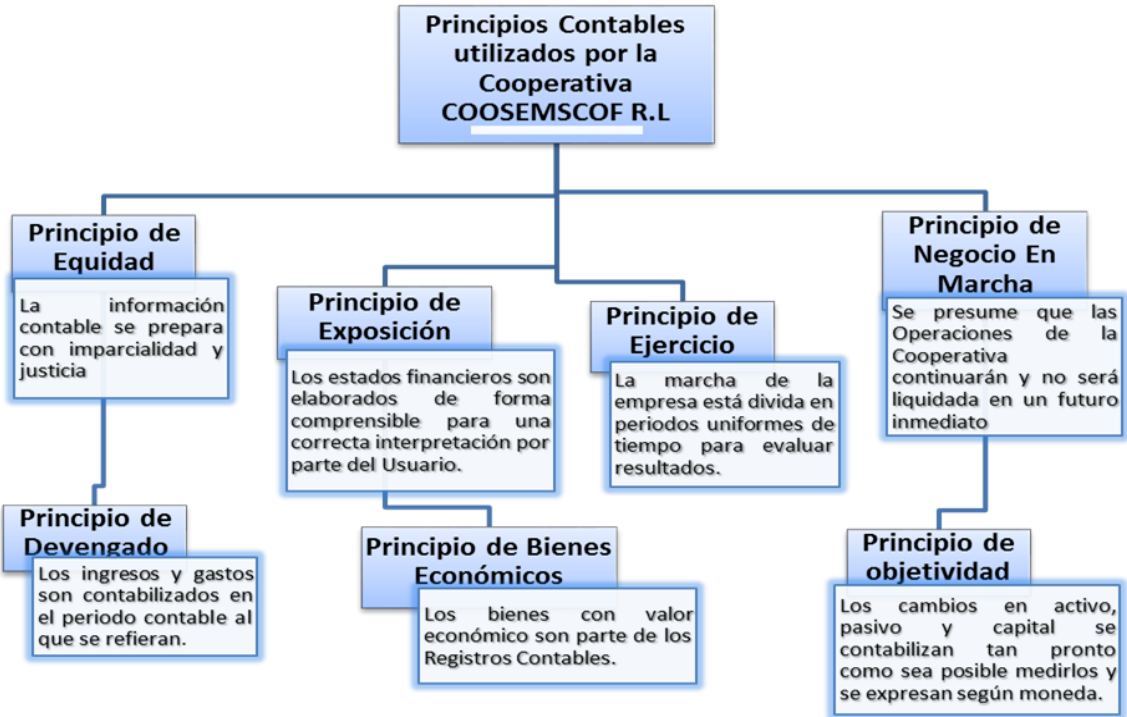 Principios Contables
utilizados por la
Cooperativa
COOSEMSCOF R.L
Principio de
Equidad
La información
contable se prepara
con imparcialidad y
justicia
Principio de
Exposición
Los estados financieros son
elaborados de forma
comprensible para una
correcta interpretación por
parte del Usuario.
Principio de
Ejercicio
La marcha de la
empresa está divida en
periodos uniformes de
tiempo para evaluar
resultados.
Principio de
Negocio En
Marcha
Se presume que las
Operaciones de la
Cooperativa
continuarán y no será
liquidada en un futuro
inmediato
Principio de
Devengado
Los ingresos y gastos
son contabilizados en
el periodo contable al
que se refieran.
Principio de Bienes
Económicos
Los bienes con valor
económico son parte de los
Registros Contables.
Principio de
objetividad
Los cambios en activo,
pasivo y capital se
contabilizan tan pronto
como sea posible medirlos y
se expresan según moneda.